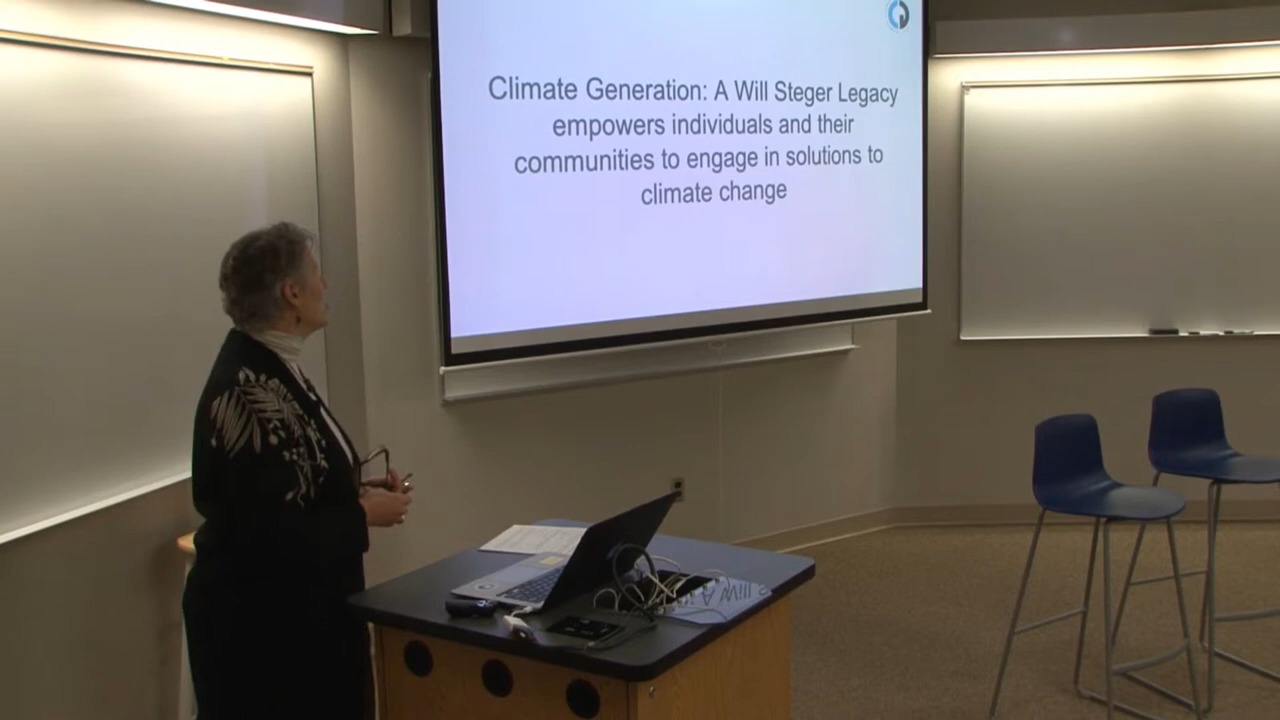 Climate Generation: A Will Steger Legacy
empowers individuals and their
communities to engage in solutions to
climate change